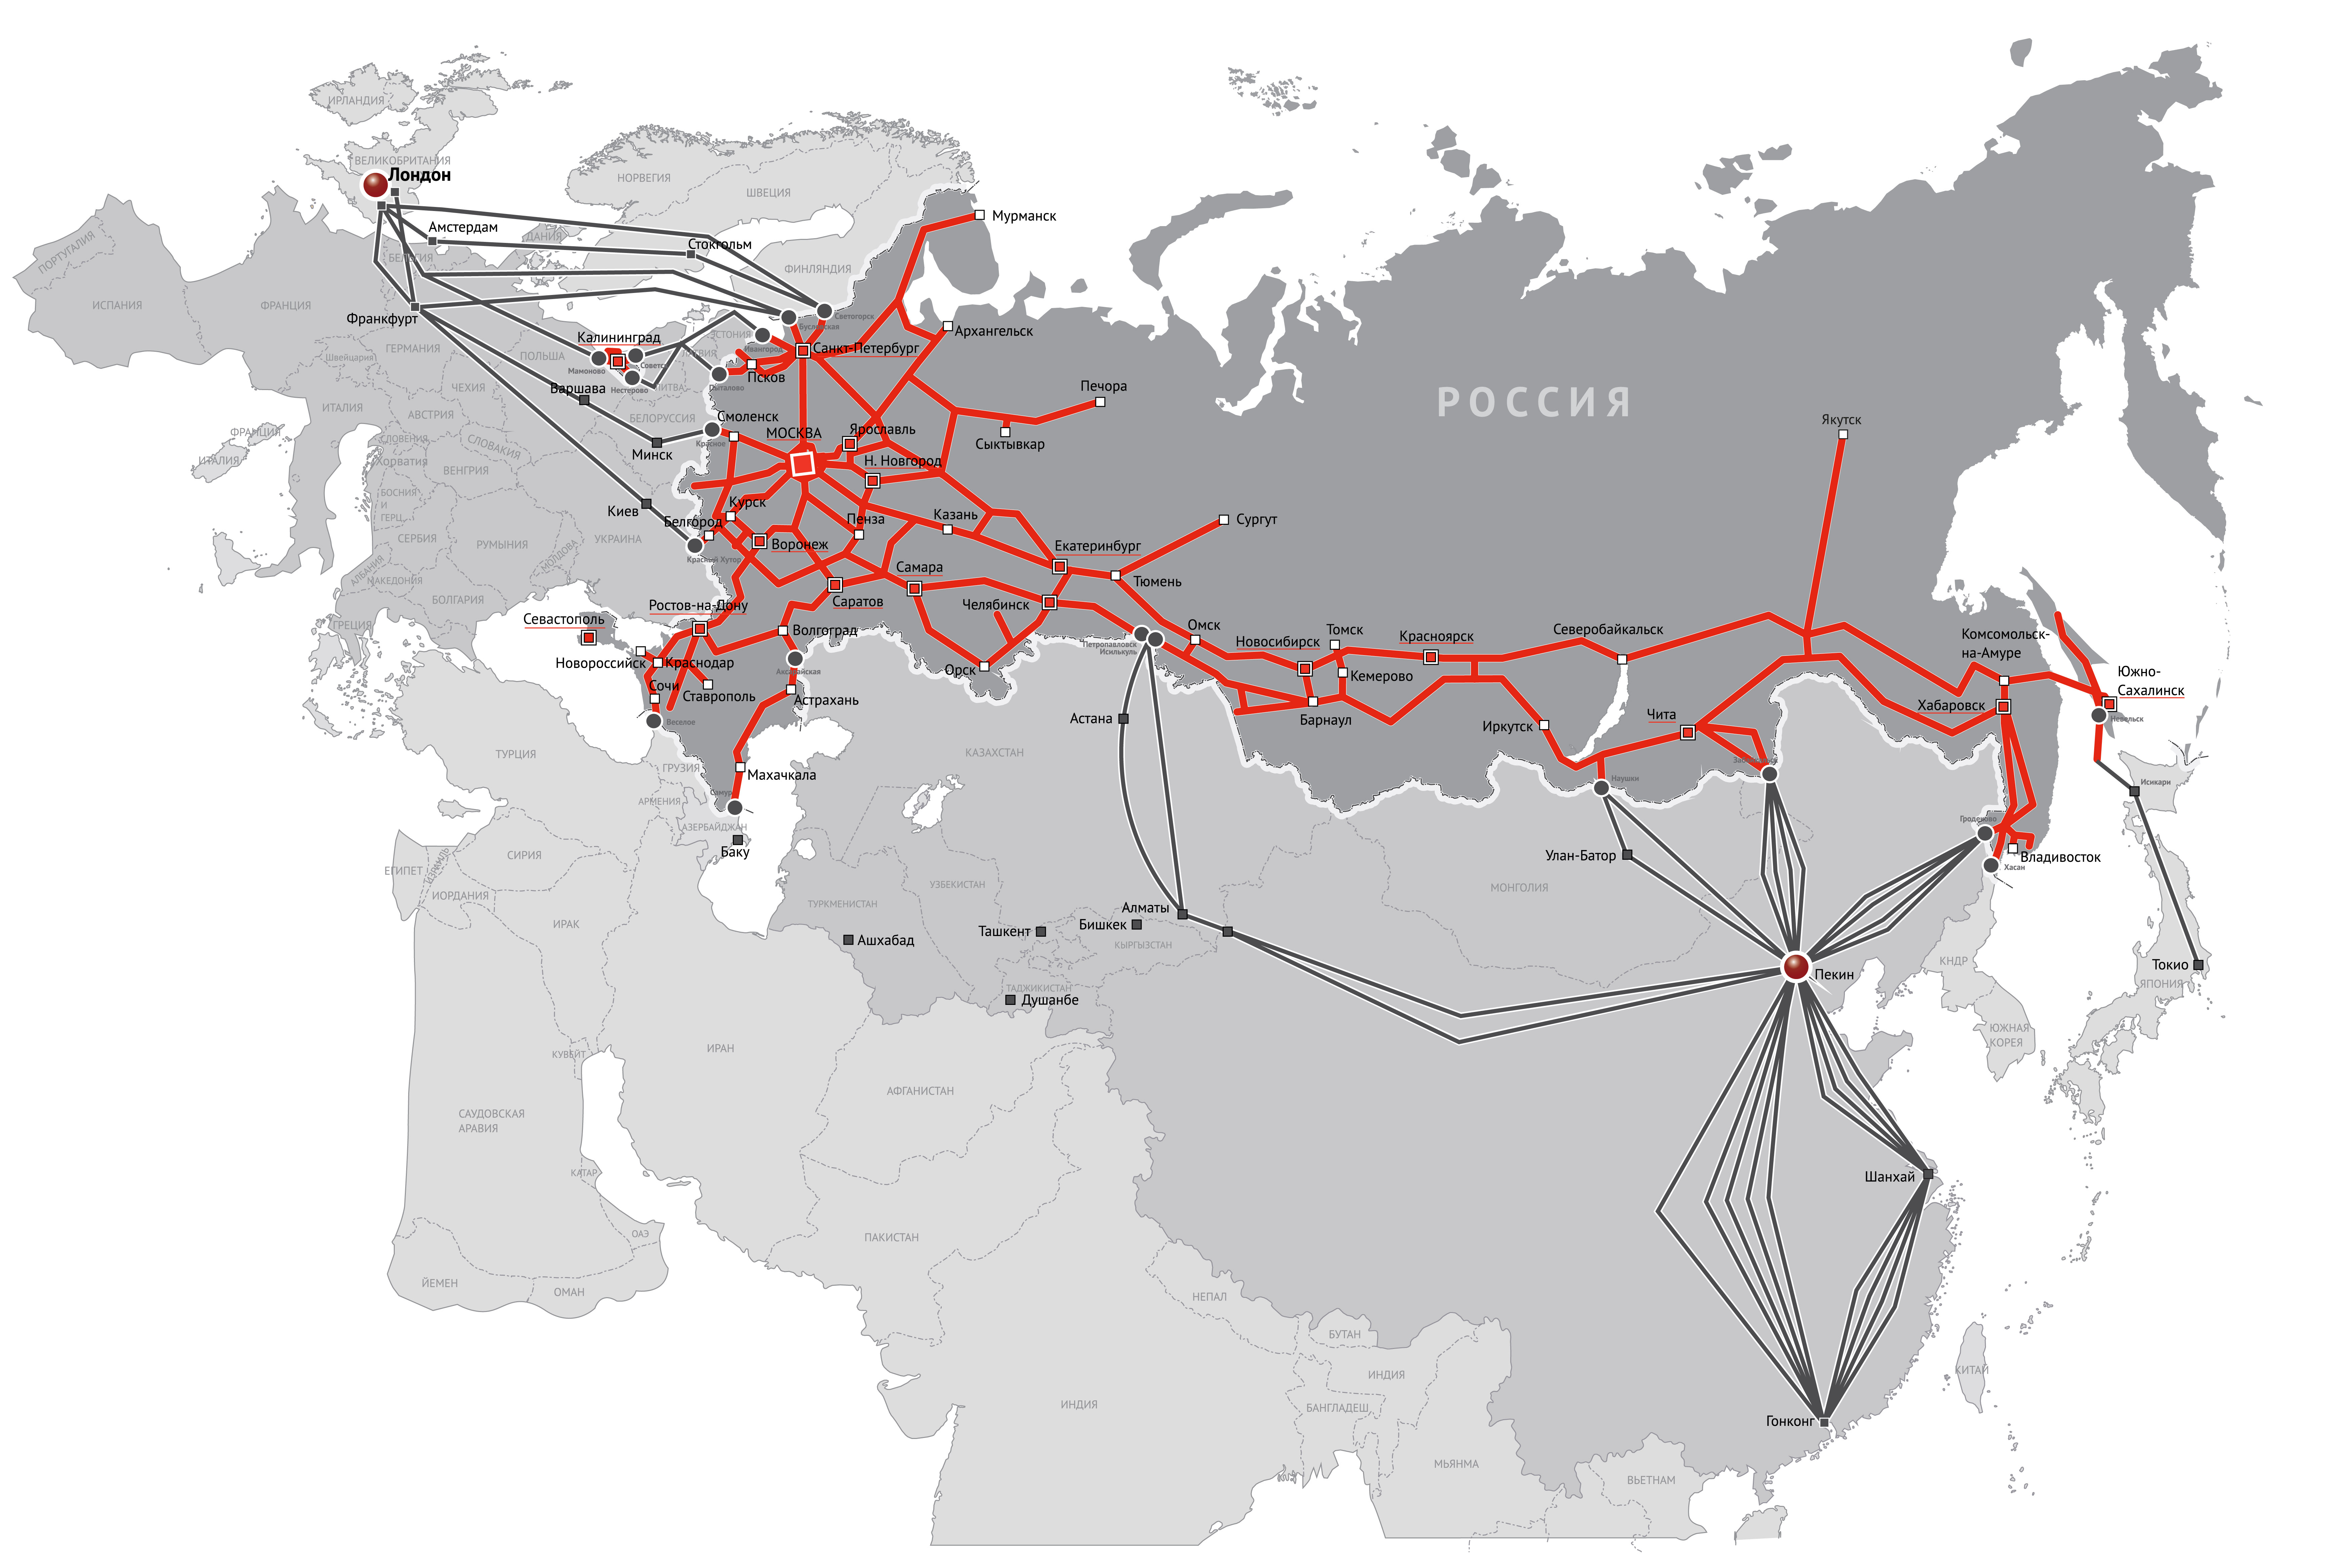 ИРЛАНДИЯ
ВЕЛИКОБРИТАНИЯ
Лондон
НОРВЕГИЯ
ШВЕЦИЯ
Мурманск
Амстердам
Стокгольм
ПОРТУГАЛИЯ
ДАНИЯ
БЕЛЬГИЯ
ФИНЛЯНДИЯ
ИСПАНИЯ
ФРАНЦИЯ
Франкфурт
Светогорск
Архангельск
Калининград
ЭСТОНИЯ
Ивангород
Санкт-Петербург
ГЕРМАНИЯ
Швейцария
ПОЛЬША
Мамоново
Нестерово
Псков
Варшава
ЛИТВА
Пыталово
ЧЕХИЯ
Печора
РОССИЯ
ИТАЛИЯ
АВСТРИЯ
БЕЛОРУССИЯ
Смоленск
Якутск
ФРАНЦИЯ
СЛОВЕНИЯ
СЛОВАКИЯ
Красное
МОСКВА
Ярославль
Сыктывкар
ИТАЛИЯ
Хорватия
ВЕНГРИЯ
Минск
Н. Новгород
БОСНИЯ
И
ГЕРЦ.
Киев
Курск
Белгород
Пенза
Казань
Сургут
СЕРБИЯ
РУМЫНИЯ
МОЛДОВА
УКРАИНА
Красный Хутор
Воронеж
Екатеринбург
АЛБАНИЯ
МАКЕДОНИЯ
Самара
Тюмень
БОЛГАРИЯ
Ростов-на-Дону
Саратов
Челябинск
ГРЕЦИЯ
Севастополь
Волгоград
Омск
Томск
Петропавловск
Исилькуль
Новосибирск
Красноярск
Северобайкальск
Комсомольск-
на-Амуре
Новороссийск
Краснодар
Аксарайская
Орск
Кемерово
Южно-
Сахалинск
Сочи
Ставрополь
Астрахань
Астана
Барнаул
Иркутск
Чита
Хабаровск
Невельск
Веселое
ТУРЦИЯ
КАЗАХСТАН
ГРУЗИЯ
Махачкала
Наушки
Исикари
АРМЕНИЯ
Самур
АЗЕРБАЙДЖАН
Баку
СИРИЯ
Гродеково
Владивосток
Хасан
Улан-Батор
ЕГИПЕТ
ИЗРАИЛЬ
ИОРДАНИЯ
УЗБЕКИСТАН
МОНГОЛИЯ
ТУРКМЕНИСТАН
Алматы
Бишкек
ИРАК
Ашхабад
Ташкент
КЫРГЫЗСТАН
КНДР
Токио
Пекин
ЯПОНИЯ
ТАДЖИКИСТАН
Душанбе
ЮЖНАЯ
КОРЕЯ
КУВЕЙТ
ИРАН
АФГАНИСТАН
САУДОВСКАЯ
АРАВИЯ
КАТАР
Шанхай
ОАЭ
ПАКИСТАН
ЙЕМЕН
ОМАН
НЕПАЛ
БУТАН
КИТАЙ
ИНДИЯ
ИНДИЯ
БАНГЛАДЕШ
Гонконг
МЬЯНМА
ВЬЕТНАМ